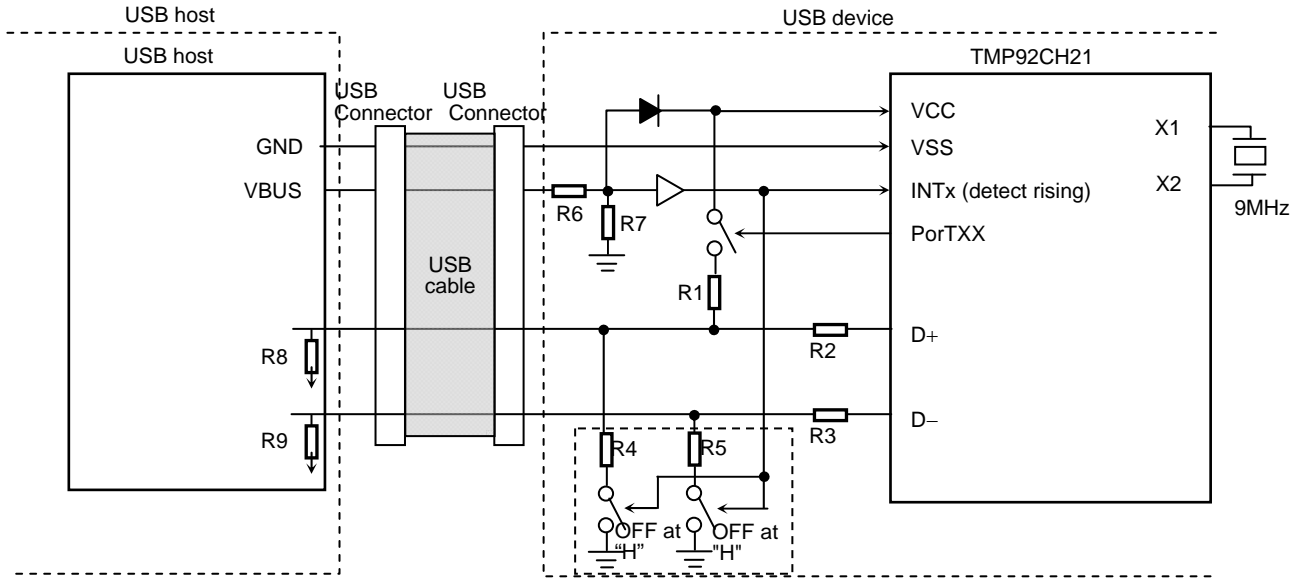 USB host
USB device
USB host
TMP92CH21
USB
Connector
USB
Connector
VCC
X1
GND
VSS
VBUS
INTx (detect rising)
X2
R6
R7
9MHz
PorTXX
USB
cable
R1
R8
R2
D+
R9
R4
R5
R3
D−
OFF at
“H”
OFF at
"H"